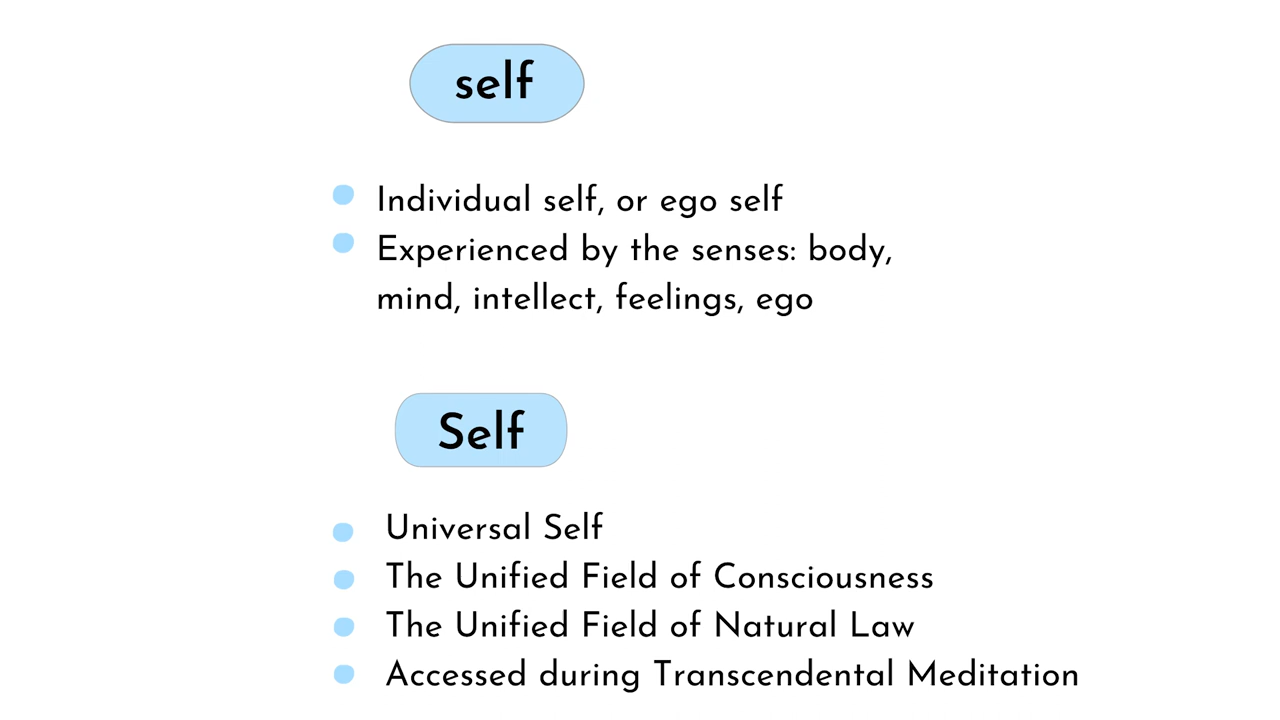 self
Individual self, or ego self
Experienced by the senses: body,
mind, intellect, feelings, ego
Self
Universal Self
The Unified Field of Consciousness
The Unified Field of Natural Law
Accessed during Transcendental Meditation